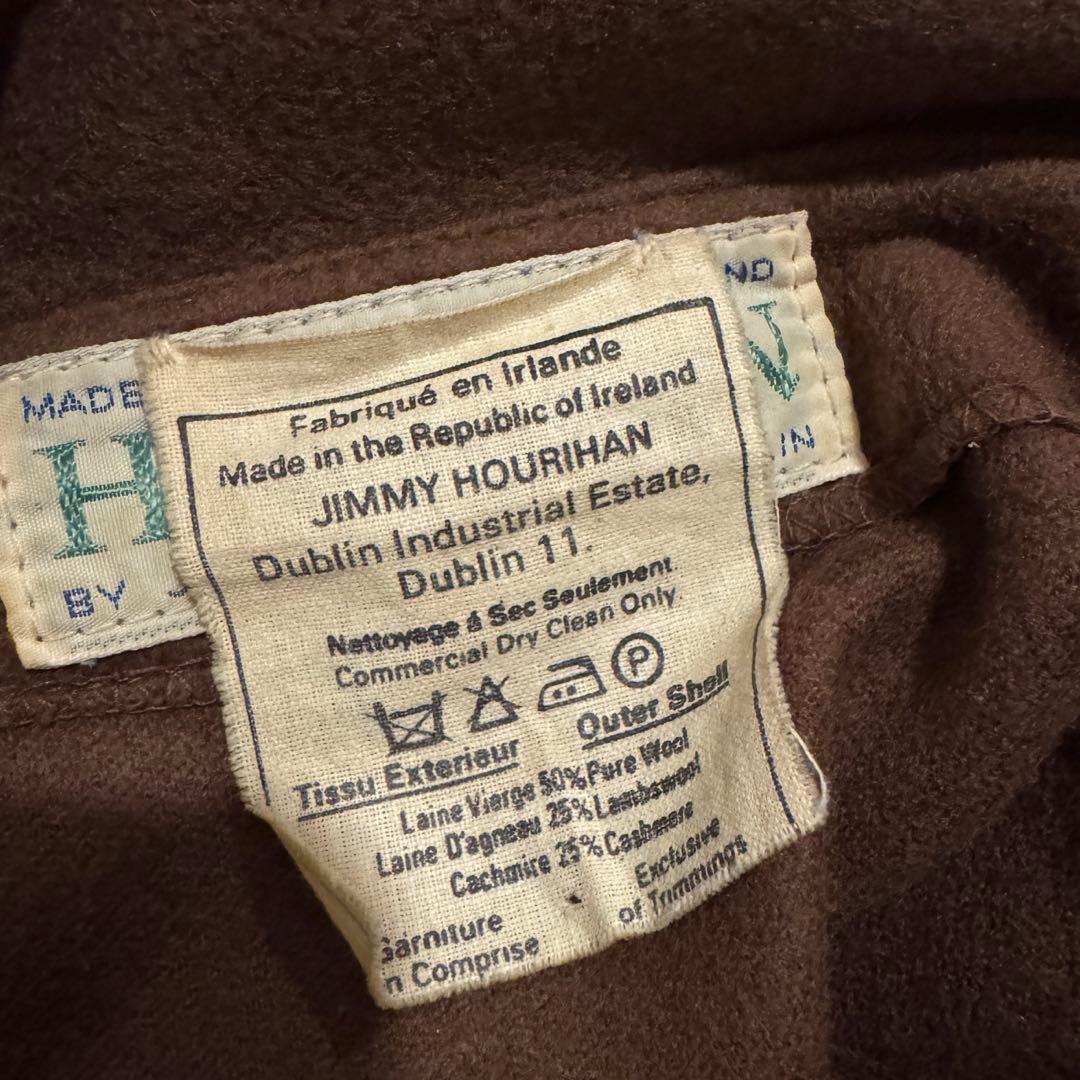 MADE
ND
H
N
BY
IN
Fabriqué en Irlande
Made in the Republic of Ireland
JIMMY HOURIHAN
Dublin Industrial Estate,
Dublin 11.
Nettoyage á Sec Seulement
Commercial Dry Clean Only
P
Tissu Exterieur Outer Shell
Laine Vierge 50% Pure Wool
Laine D'agneau 25% Lambswool
Cachmire 25% Cashmere
Garniture Exclusive
n Comprise of Trimmings